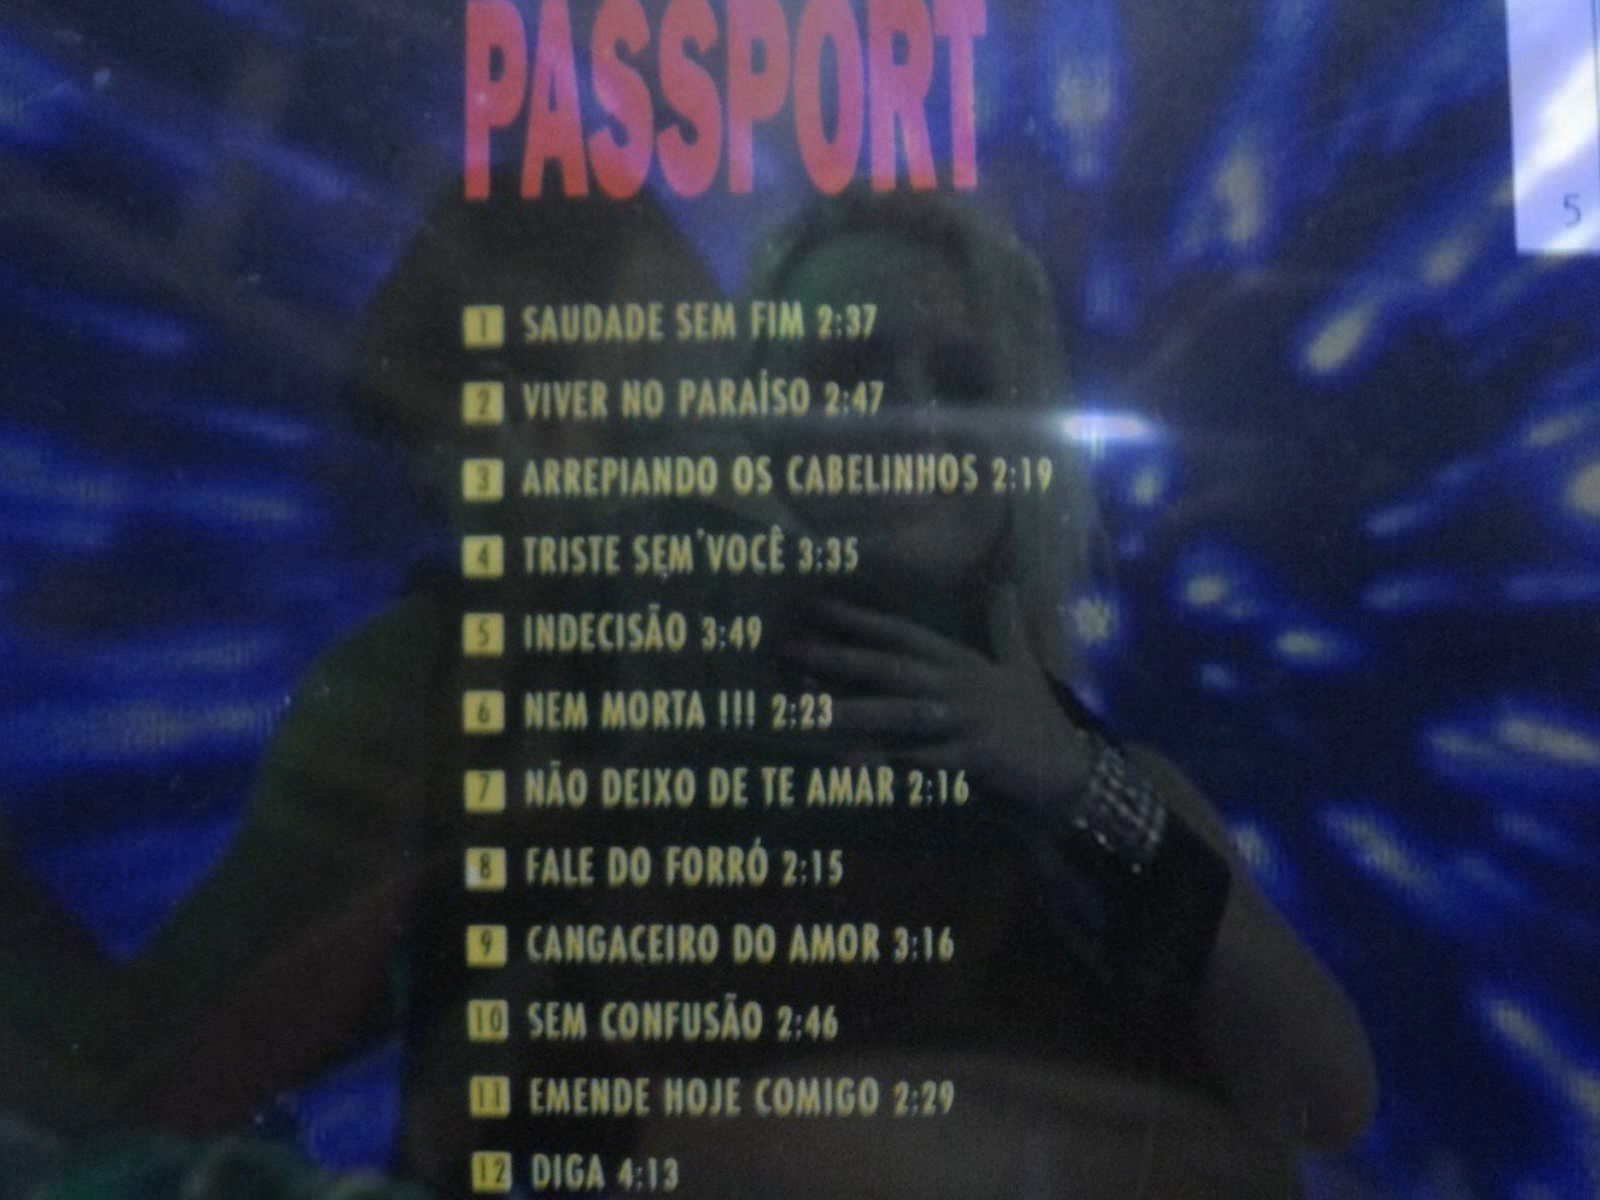 PASSPORT
5
1 SAUDADE SEM FIM 2:37
2 VIVER NO PARAÍSO 2:47
3 ARREPIANDO OS CABELINHOS 2:19
4 TRISTE SEM VOCÊ 3:35
5 INDECISÃO 3:49
6 NEM MORTA !!! 2:23
7 NÃO DEIXO DE TE AMAR 2:16
8 FALE DO FORRÓ 2:15
9 CANGACEIRO DO AMOR 3:16
10 SEM CONFUSÃO 2:46
11 EMENDE HOJE COMIGO 2:29
12 DIGA 4:13